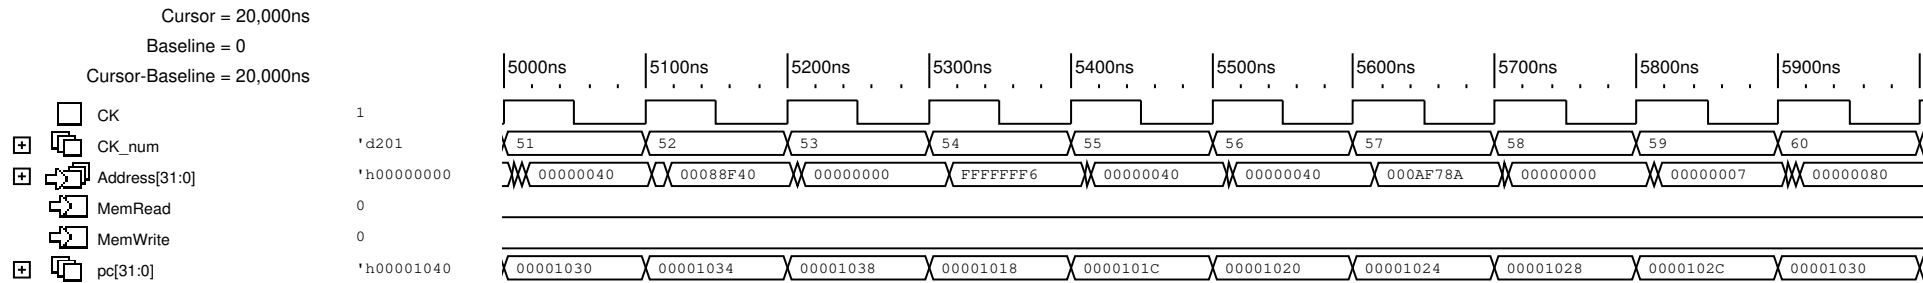 Cursor = 20,000ns
Baseline = 0
Cursor-Baseline = 20,000ns
5000ns 5100ns 5200ns 5300ns 5400ns 5500ns 5600ns 5700ns 5800ns 5900ns
CK 1
CK_num 'd201 51 52 53 54 55 56 57 58 59 60
Address[31:0] 'h00000000 00000040 00088F40 00000000 FFFFFFF6 00000040 00000040 000AF78A 00000000 00000007 00000080
MemRead 0
MemWrite 0
pc[31:0] 'h00001040 00001030 00001034 00001038 00001018 0000101C 00001020 00001024 00001028 0000102C 00001030